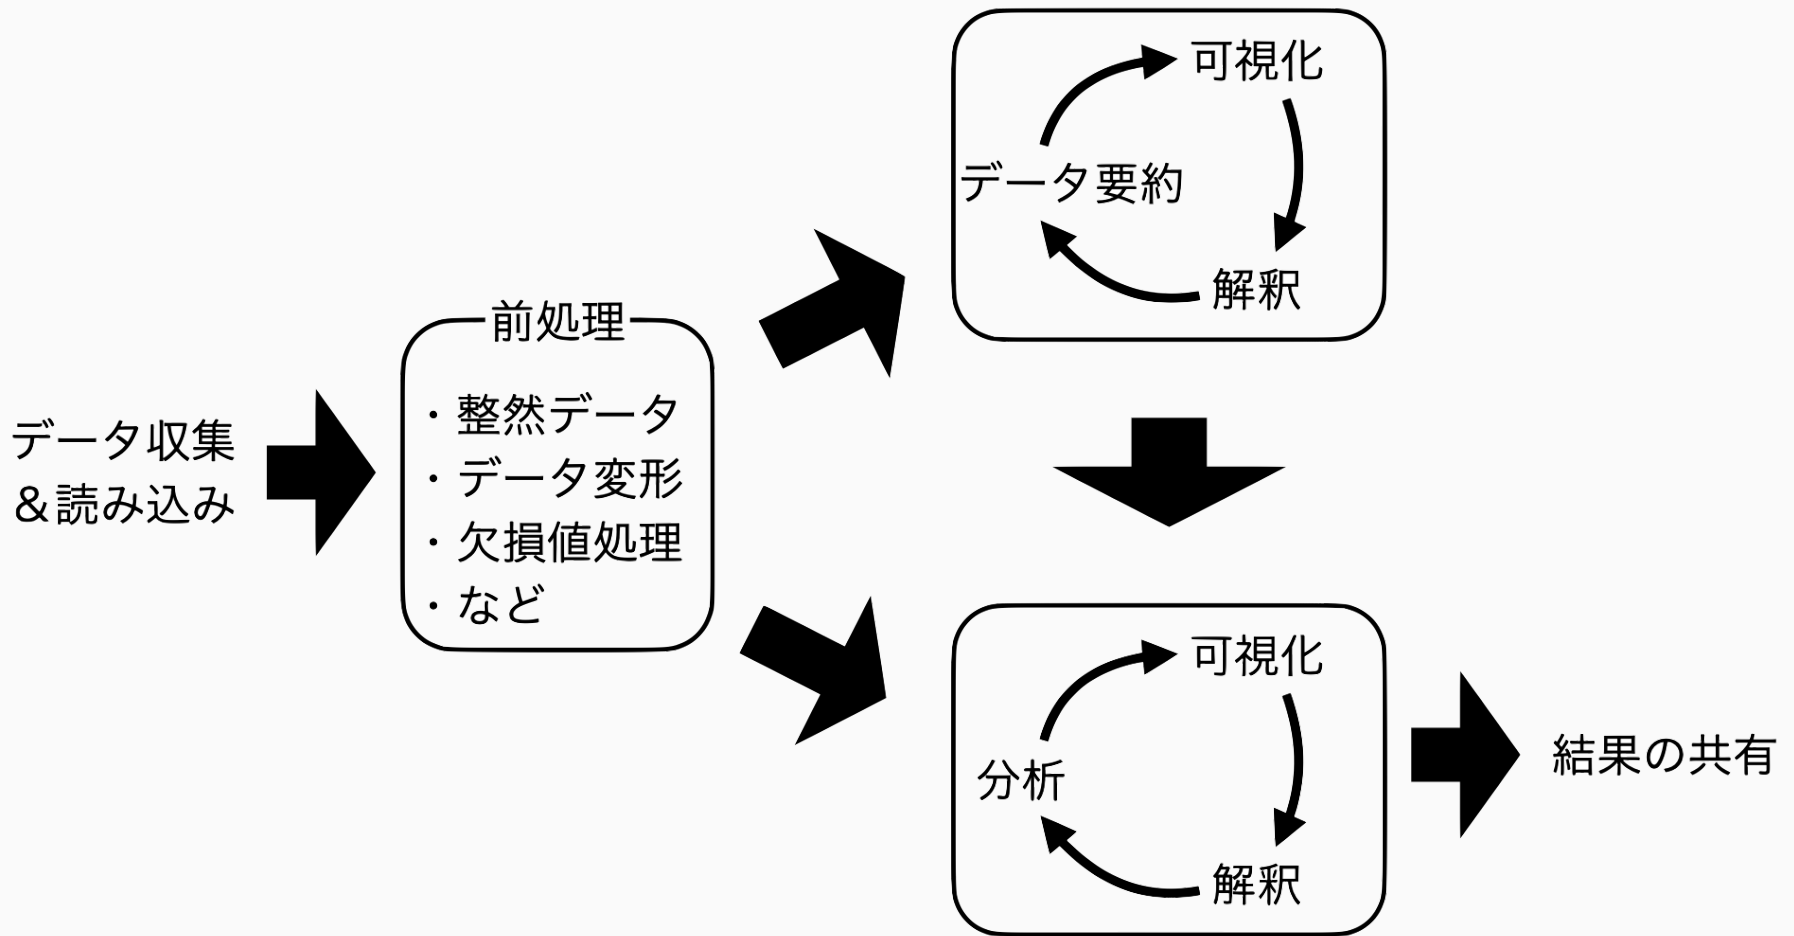 データ収集
＆読み込み
前処理
・整然データ
・データ変形
・欠損値処理
・など
可視化
データ要約
解釈
可視化
分析
解釈
結果の共有